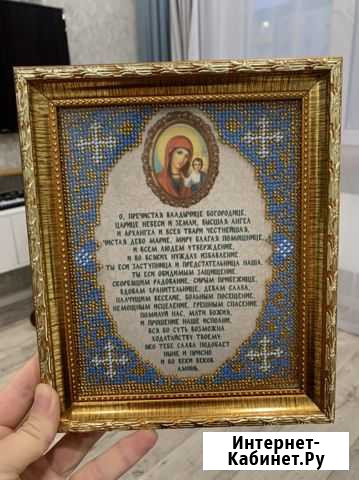 О, ПРЕЧИСТАЯ ВЛАДЫЧИЦЕ БОГОРОДИЦЕ,
ЦАРИЦЕ НЕБЕСИ И ЗЕМЛИ, ВЫСШАЯ АНГЕЛ
И АРХАНГЕЛ И ВСЕЯ ТВАРИ ЧЕСТНЕЙШАЯ,
ЧИСТАЯ ДЕВО МАРИЕ, МИРУ БЛАГАЯ ПОМОЩНИЦЕ,
И ВСЕМ ЛЮДЕМ УТВЕРЖДЕНИЕ,
И ВО ВСЯКИХ НУЖДАХ ИЗБАВЛЕНИЕ.
ТЫ ЕСИ ЗАСТУПНИЦА И ПРЕДСТАТЕЛЬНИЦА НАША,
ТЫ ЕСИ ОБИДИМЫМ ЗАЩИЩЕНИЕ,
СКОРБЯЩИМ РАДОВАНИЕ, СИРЫМ ПРИБЕЖИЩЕ,
ВДОВАМ ХРАНИТЕЛЬНИЦЕ, ДЕВАМ СЛАВА,
ПЛАЧУЩИМ ВЕСЕЛИЕ, БОЛЬНЫМ ПОСЕЩЕНИЕ,
НЕМОЩНЫМ ИСЦЕЛЕНИЕ, ГРЕШНЫМ СПАСЕНИЕ.
ПОМИЛУЙ НАС, МАТИ БОЖИЯ,
И ПРОШЕНИЕ НАШЕ ИСПОЛНИ,
ВСЯ БО СУТЬ ВОЗМОЖНА
ХОДАТАЙСТВУ ТВОЕМУ:
ЯКО ТЕБЕ СЛАВА ПОДОБАЕТ
НЫНЕ И ПРИСНО
И ВО ВЕКИ ВЕКОВ.
АМИНЬ.
Интернет-
Кабинет.Ру